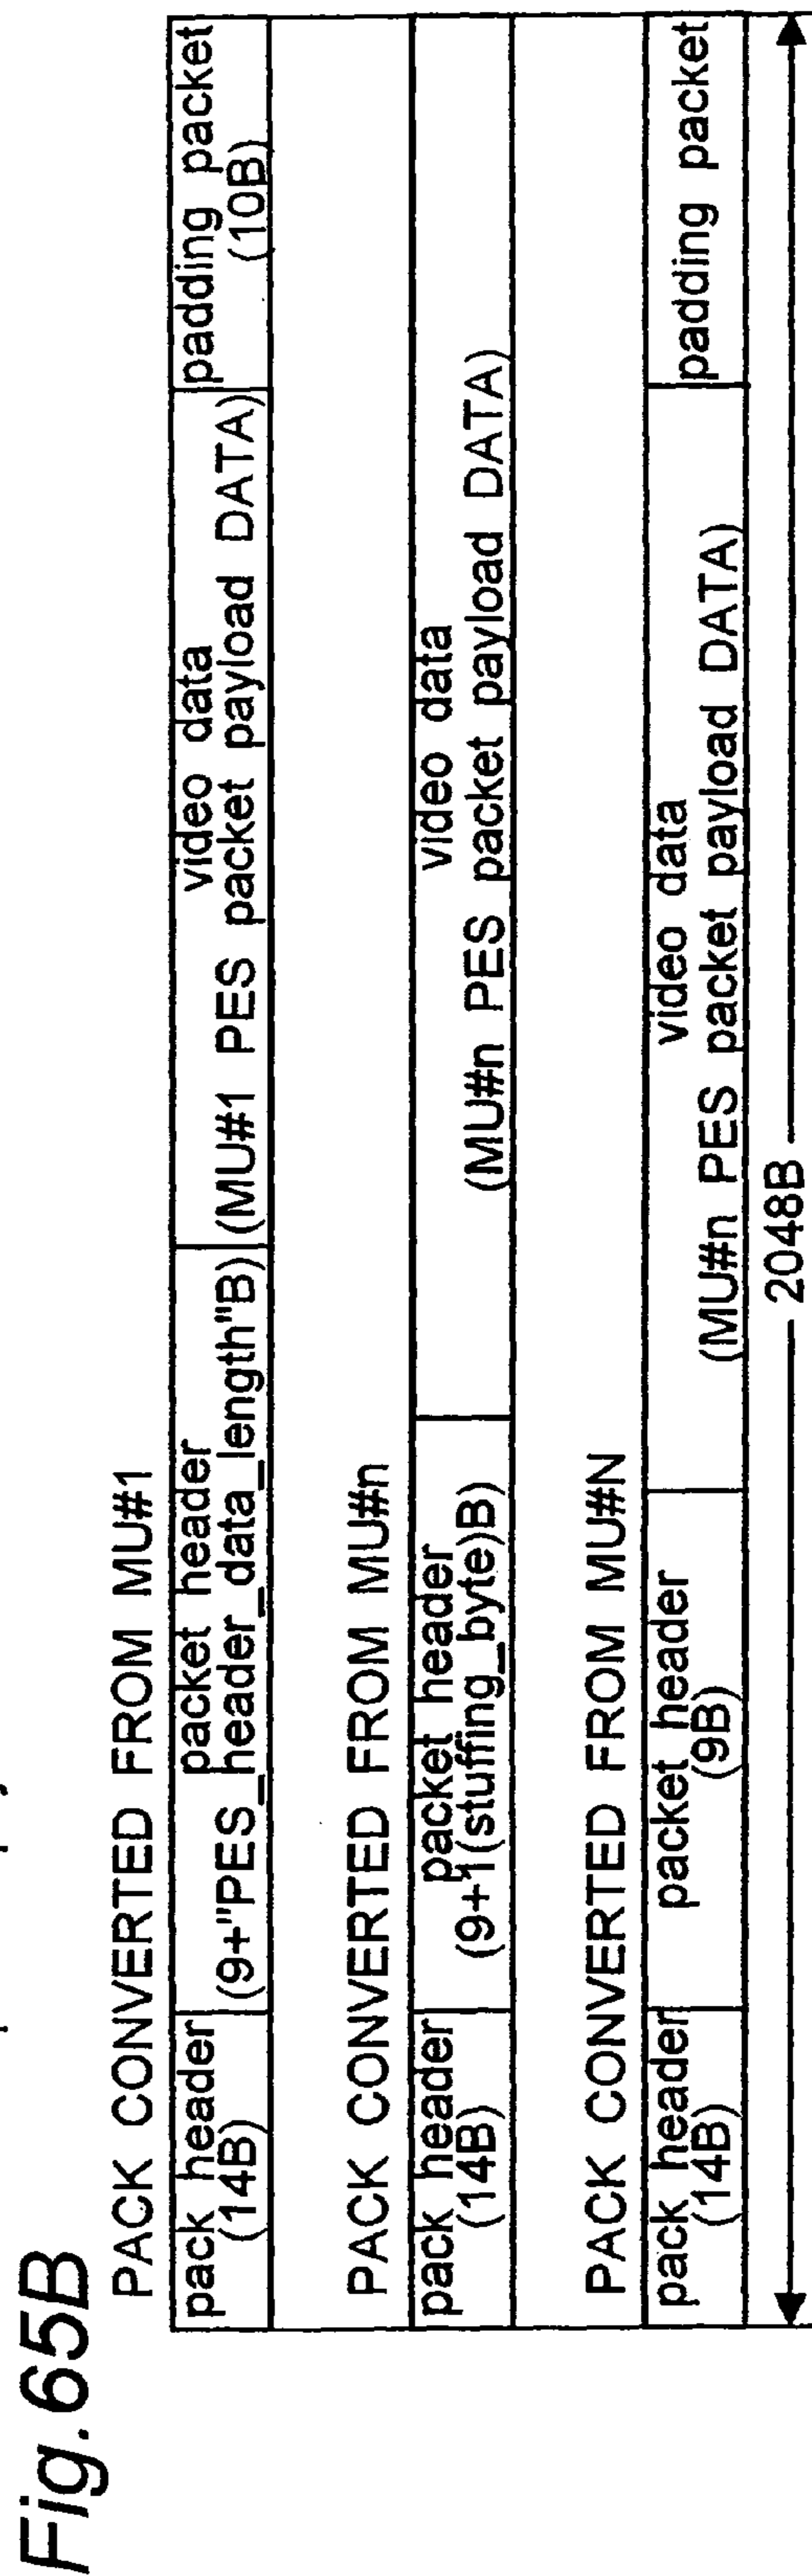 Fig.65B
PACK CONVERTED FROM MU#1
pack header
(14B)
packet header
(9+"PES_header_data_length"B)
video data
(MU#1 PES packet payload DATA)
padding packet
(10B)
PACK CONVERTED FROM MU#n
pack header
(14B)
packet header
(9+1(stuffing_byte)B)
video data
(MU#n PES packet payload DATA)
PACK CONVERTED FROM MU#N
pack header
(14B)
packet header
(9B)
video data
(MU#n PES packet payload DATA)
padding packet
2048B